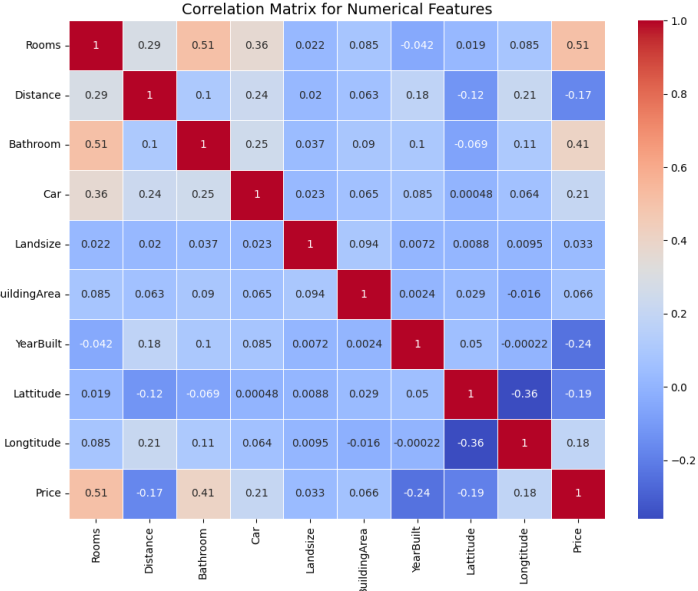 Correlation Matrix for Numerical Features
Rooms 1 0.29 0.51 0.36 0.022 0.085 -0.042 0.019 0.085 0.51
Distance 0.29 1 0.1 0.24 0.02 0.063 0.18 -0.12 0.21 -0.17
Bathroom 0.51 0.1 1 0.25 0.037 0.09 0.1 -0.069 0.11 0.41
Car 0.36 0.24 0.25 1 0.023 0.065 0.085 0.00048 0.064 0.21
Landsize 0.022 0.02 0.037 0.023 1 0.094 0.0072 0.0088 0.0095 0.033
uildingArea 0.085 0.063 0.09 0.065 0.094 1 0.0024 0.029 -0.016 0.066
YearBuilt -0.042 0.18 0.1 0.085 0.0072 0.0024 1 0.05 -0.00022 -0.24
Lattitude 0.019 -0.12 -0.069 0.00048 0.0088 0.029 0.05 1 -0.36 -0.19
Longtitude 0.085 0.21 0.11 0.064 0.0095 -0.016 -0.00022 -0.36 1 0.18
Price 0.51 -0.17 0.41 0.21 0.033 0.066 -0.24 -0.19 0.18 1
Rooms
Distance
Bathroom
Car
Landsize
BuildingArea
YearBuilt
Lattitude
Longtitude
Price
1.0
0.8
0.6
0.4
0.2
0.0
−0.2